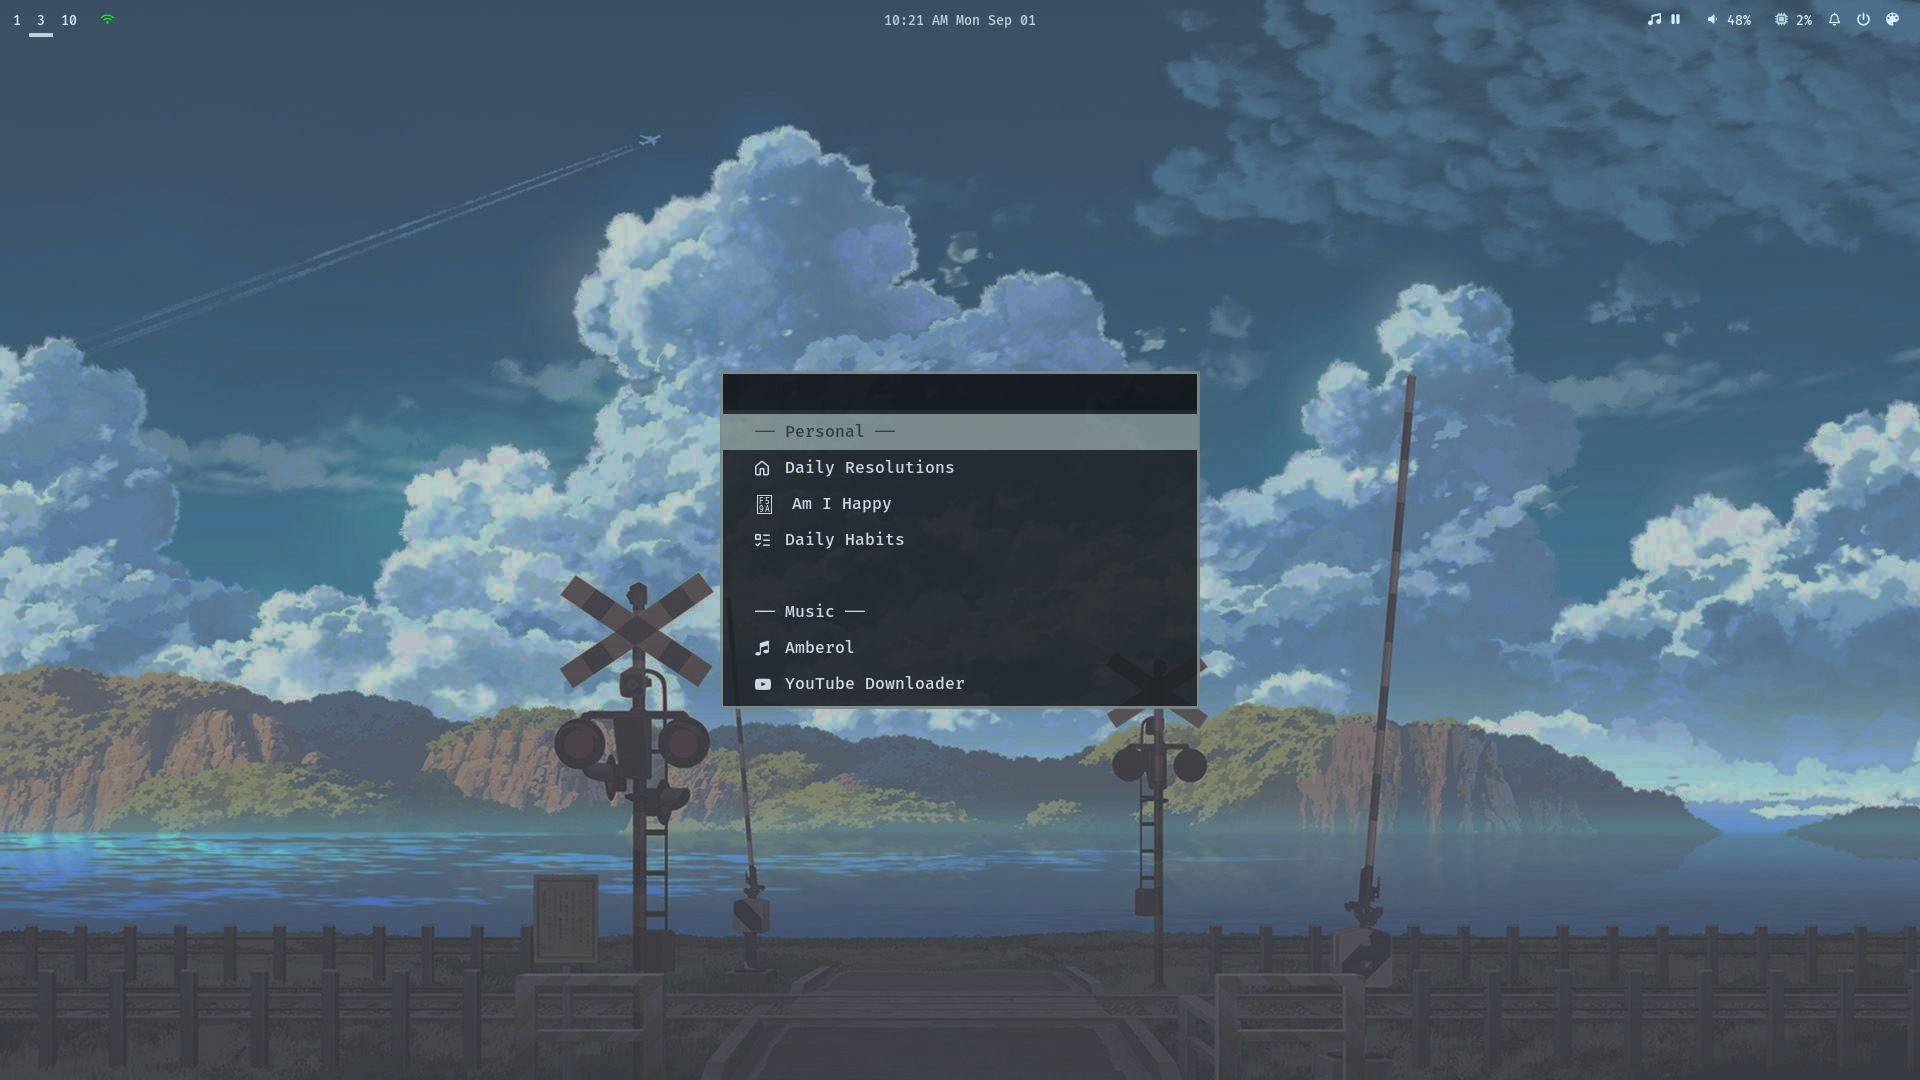 1 3 10
10:21 AM Mon Sep 01
48% 2%
── Personal ──
Daily Resolutions
F59A Am I Happy
Daily Habits
── Music ──
Amberol
YouTube Downloader